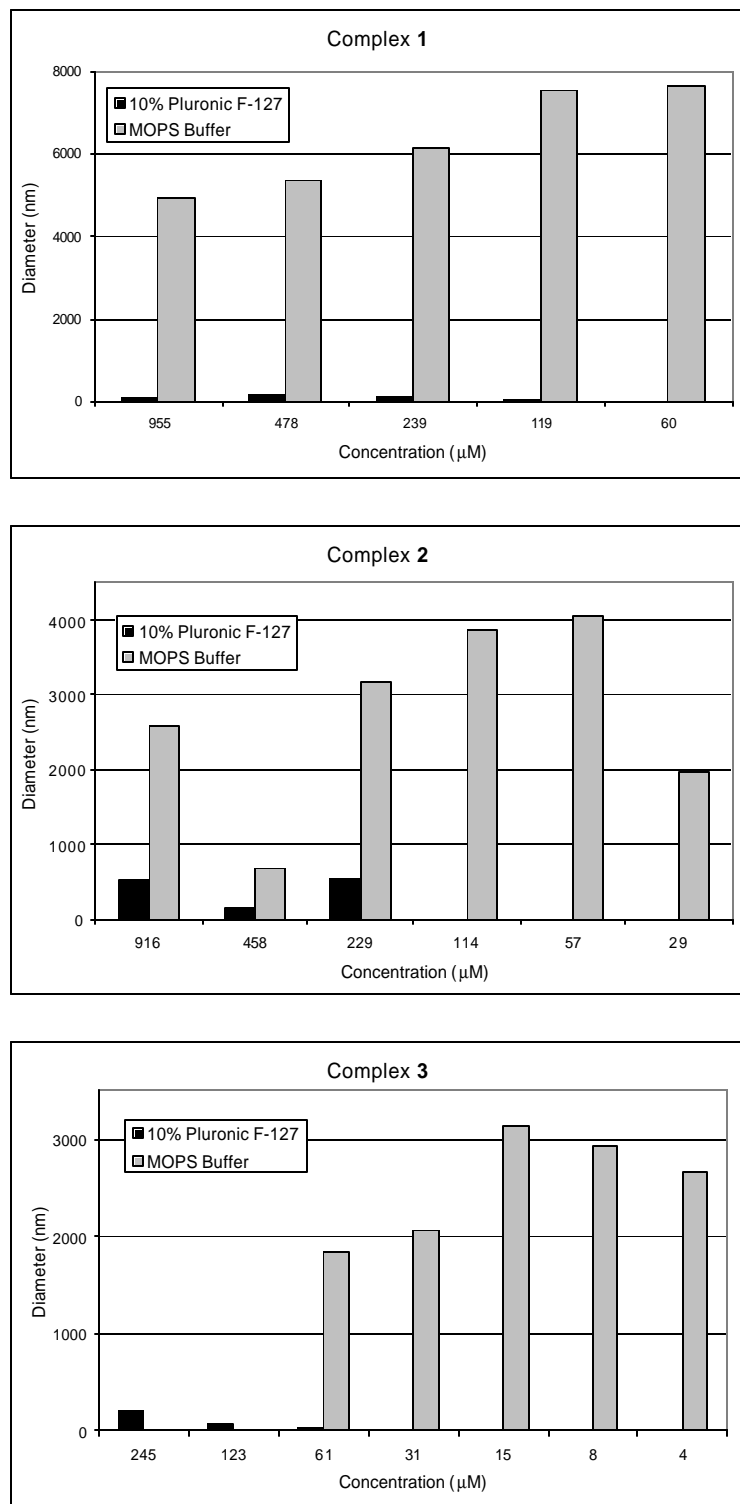 Complex 1
8000
10% Pluronic F-127
MOPS Buffer
6000
4000
2000
0
Diameter (nm)
955 478 239 119 60
Concentration (μM)
Complex 2
4000
10% Pluronic F-127
MOPS Buffer
3000
2000
1000
0
Diameter (nm)
916 458 229 114 57 29
Concentration (μM)
Complex 3
3000
10% Pluronic F-127
MOPS Buffer
2000
1000
0
Diameter (nm)
245 123 61 31 15 8 4
Concentration (μM)